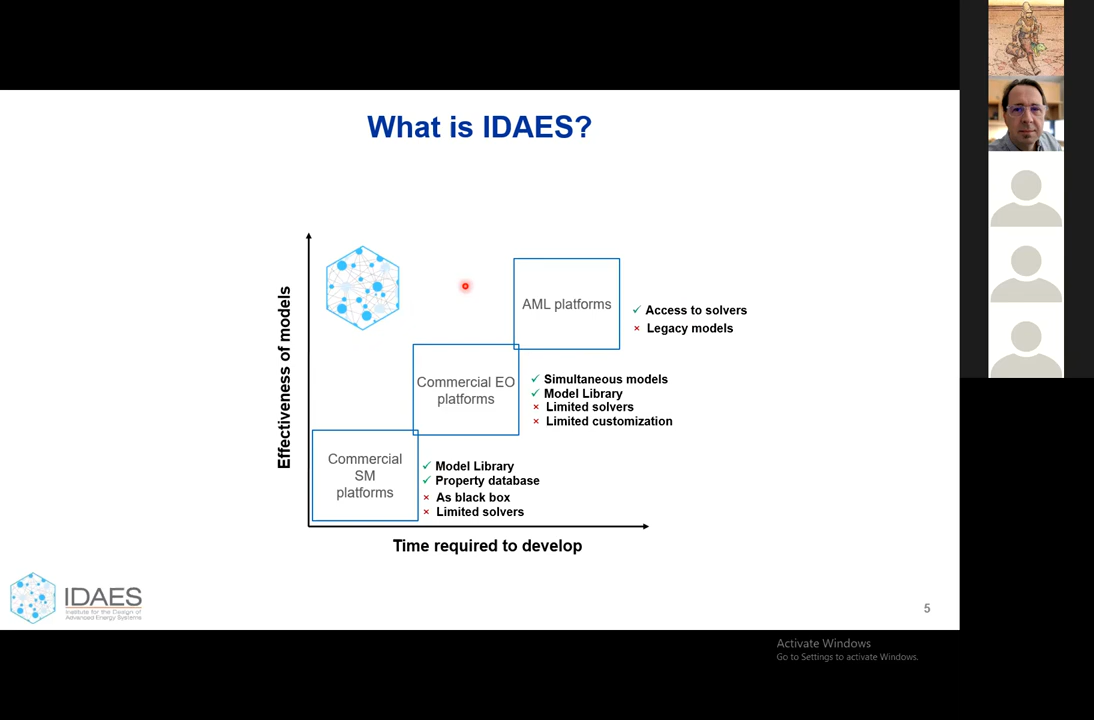 What is IDAES?
Effectiveness of models
AML platforms
✓ Access to solvers
× Legacy models
Commercial EO
platforms
✓ Simultaneous models
✓ Model Library
× Limited solvers
× Limited customization
Commercial
SM
platforms
✓ Model Library
✓ Property database
× As black box
× Limited solvers
Time required to develop
IDAES
Institute for the Design of
Advanced Energy Systems
5
Activate Windows
Go to Settings to activate Windows.